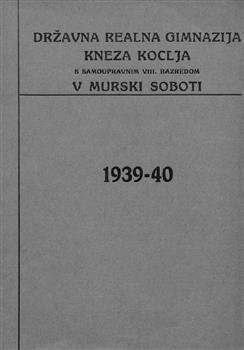 DRŽAVNA REALNA GIMNAZIJA
KNEZA KOCLJA
S SAMOUPRAVNIM VIII. RAZREDOM
V MURSKI SOBOTI
1939-40